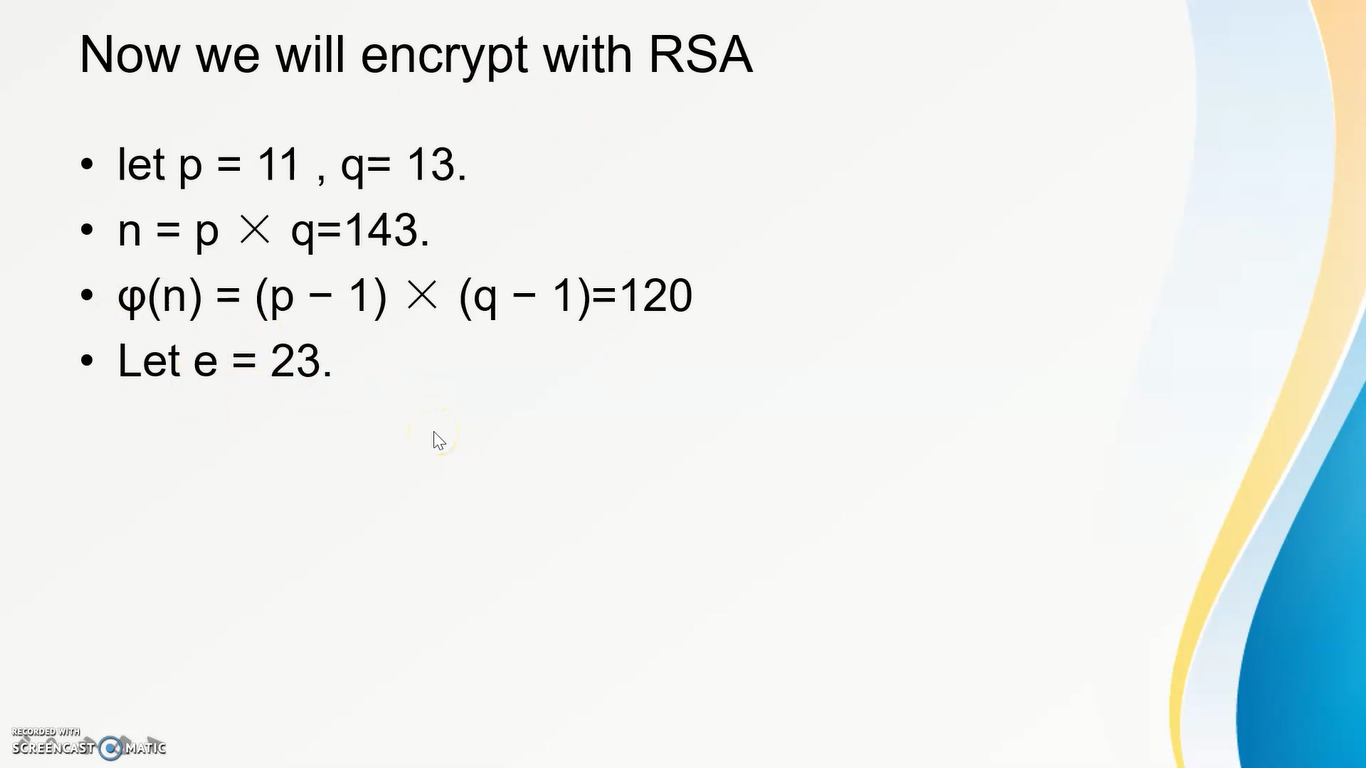 Now we will encrypt with RSA
• let p = 11 , q= 13.
• n = p × q=143.
• φ(n) = (p − 1) × (q − 1)=120
• Let e = 23.
RECORDED WITH
SCREENCAST MATIC